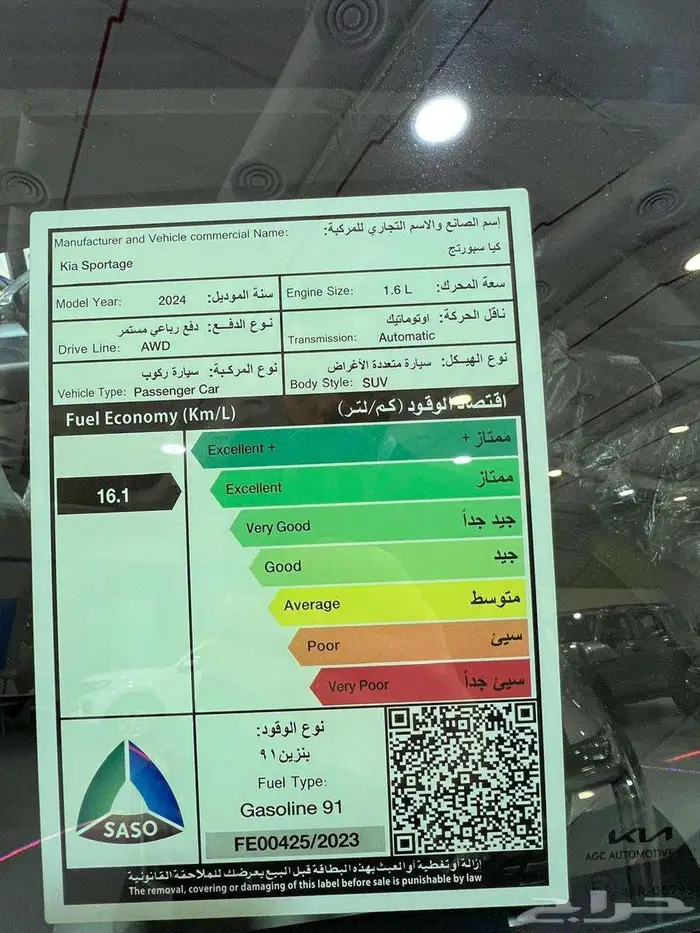 Manufacturer and Vehicle commercial Name: إسم الصانع والاسم التجاري للمركبة:
كيا سبورتج
Kia Sportage
Model Year: 2024 سنة الموديل:
Engine Size: 1.6 L سعة المحرك:
نوع الدفع: دفع رباعي مستمر
Drive Line: AWD
ناقل الحركة: اوتوماتيك
Transmission: Automatic
نوع المركبة: سيارة ركوب
Vehicle Type: Passenger Car
نوع الهيكل: سيارة متعددة الأغراض
Body Style: SUV
Fuel Economy (Km/L) اقتصاد الوقود (كم/لتر)
Excellent + ممتاز +
16.1
Excellent ممتاز
Very Good جيد جداً
Good جيد
Average متوسط
Poor سيئ
Very Poor سيئ جداً
SASO
نوع الوقود:
بنزين ٩١
Fuel Type:
Gasoline 91
FE00425/2023
إزالة أو تغطية أو العبث بهذه البطاقة قبل البيع يعرضك للملاحقة القانونية
The removal, covering or damaging of this label before sale is punishable by law
KIA
AGC AUTOMOTIVE
حراج